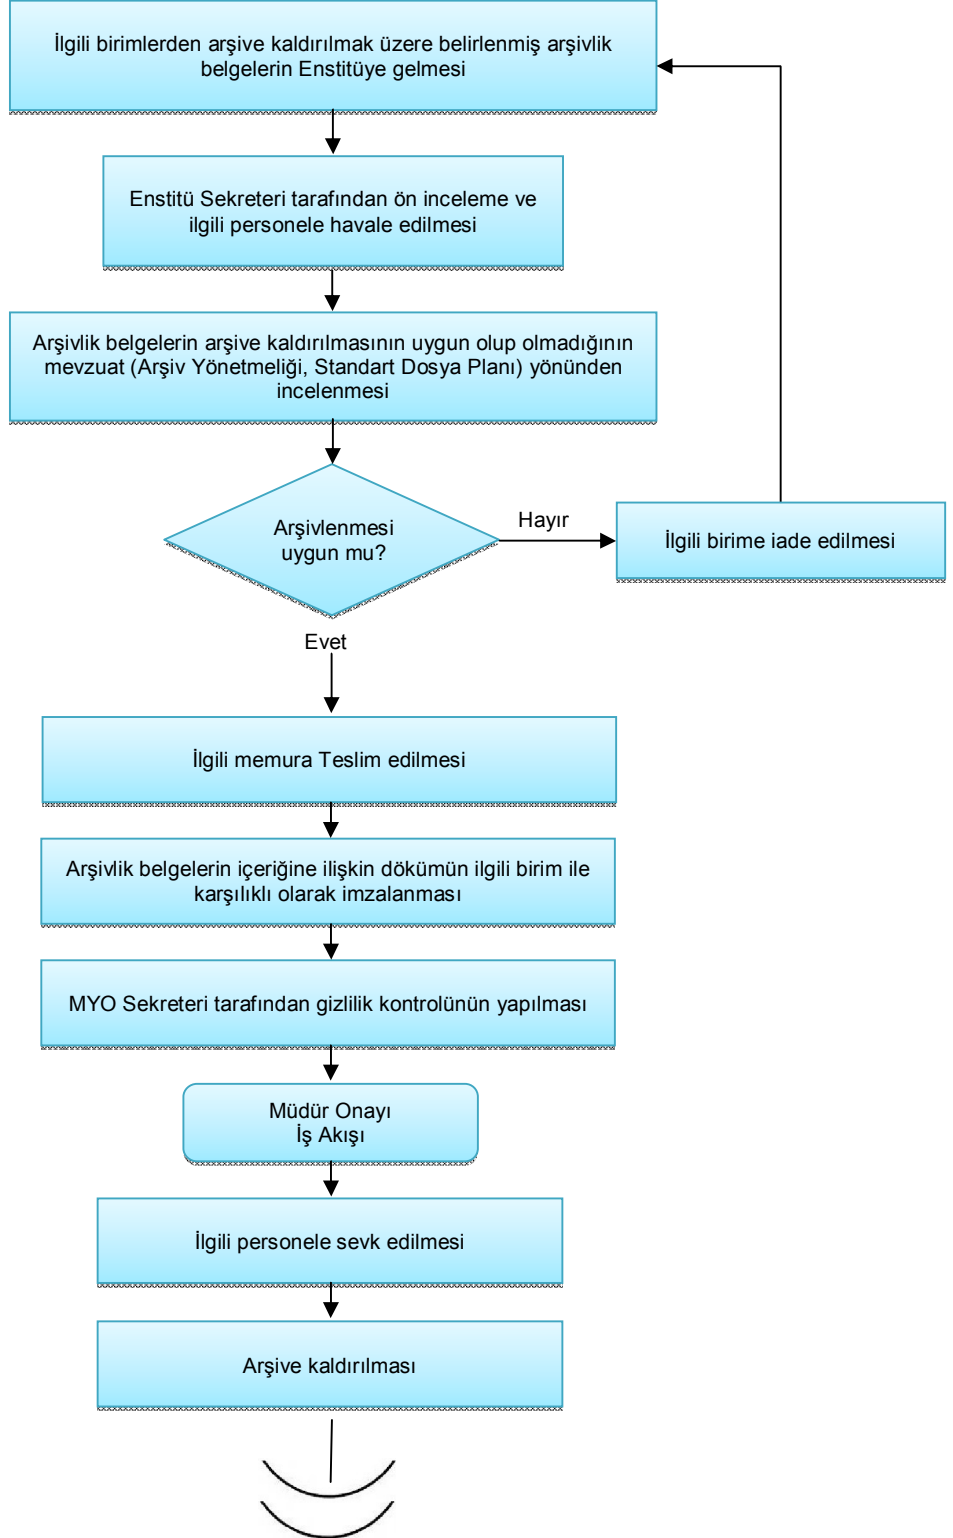 İlgili birimlerden arşive kaldırılmak üzere belirlenmiş arşivlik
belgelerin Enstitüye gelmesi
Enstitü Sekreteri tarafından ön inceleme ve
ilgili personele havale edilmesi
Arşivlik belgelerin arşive kaldırılmasının uygun olup olmadığının
mevzuat (Arşiv Yönetmeliği, Standart Dosya Planı) yönünden
incelenmesi
Arşivlenmesi
uygun mu?
Hayır
İlgili birime iade edilmesi
Evet
İlgili memura Teslim edilmesi
Arşivlik belgelerin içeriğine ilişkin dökümün ilgili birim ile
karşılıklı olarak imzalanması
MYO Sekreteri tarafından gizlilik kontrolünün yapılması
Müdür Onayı
İş Akışı
İlgili personele sevk edilmesi
Arşive kaldırılması